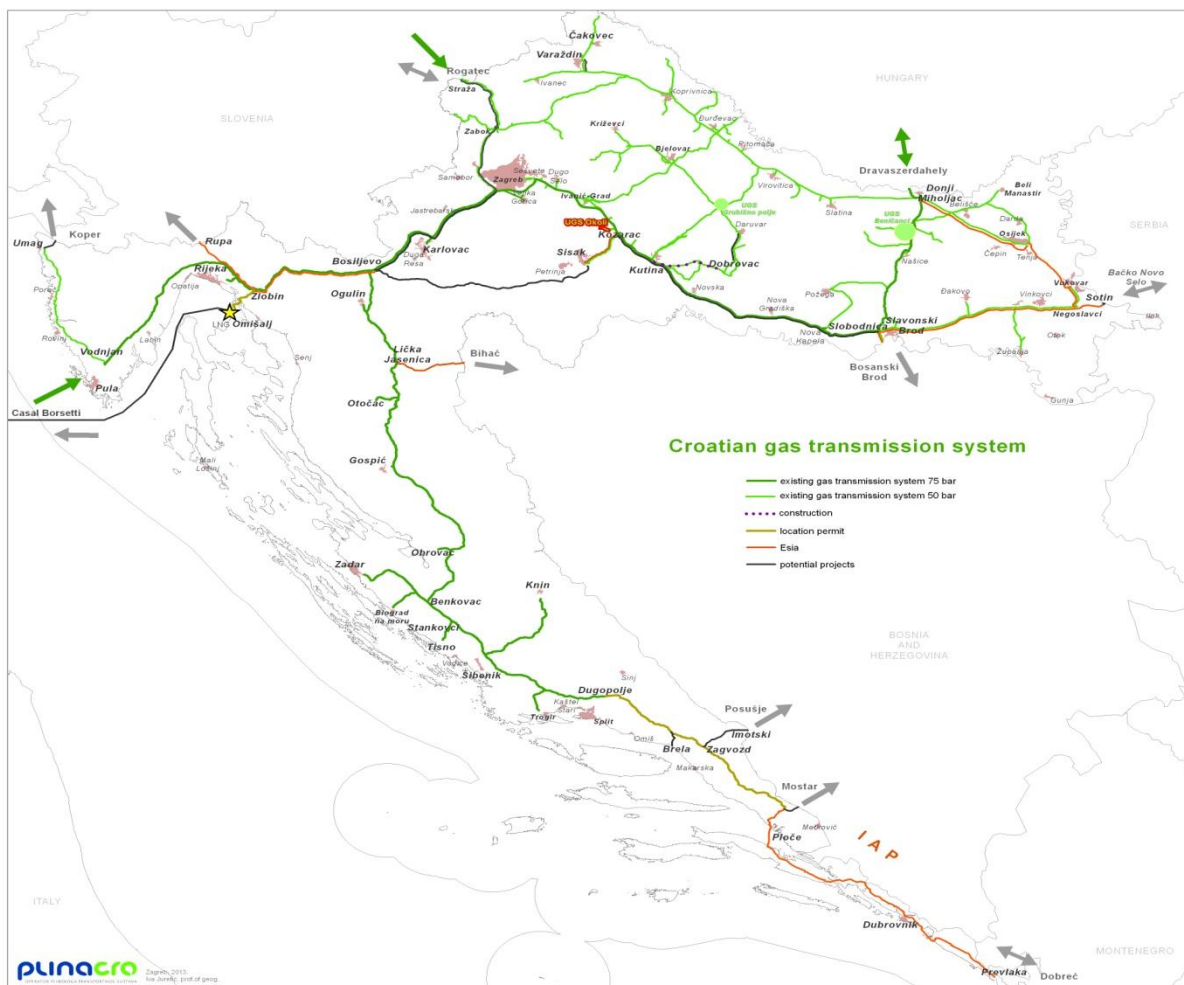 Čakovec
Varaždin
Rogatec
Straža
Ivanec
HUNGARY
Koprivnica
SLOVENIA
Zabok
Križevci
Đurđevac
Bjelovar
Pitomača
Dravaszerdahely
Samobor
Zagreb
Sesvete
Dugo
Selo
Velika
Gorica
Ivanić-Grad
Virovitica
Donji
Miholjac
Beli
Manastir
Jastrebarsko
UGS
Grubišno polje
Slatina
UGS
Beničanci
Belišće
Darda
SERBIA
Umag
Koper
Rupa
UGS Okoli
Kozarac
Daruvar
Osijek
Karlovac
Duga
Resa
Sisak
Petrinja
Kutina
Dobrovac
Našice
Čepin
Tenja
Bosiljevo
Rijeka
Opatija
Poreč
Zlobin
Ogulin
Novska
Požega
Đakovo
Vinkovci
Vukovar
Sotin
Bačko Novo
Selo
Negoslavci
Ilok
LNG Omišalj
Nova
Gradiška
Slobodnica
Slavonski
Brod
Nova
Kapela
Otok
Rovinj
Labin
Vodnjan
Senj
Lička
Jasenica
Bihać
Bosanski
Brod
Županja
Pula
Otočac
Gunja
Casal Borsetti
Gospić
Mali
Lošinj
Croatian gas transmission system
existing gas transmission system 75 bar
existing gas transmission system 50 bar
construction
location permit
Esia
potential projects
Obrovac
Zadar
Knin
Benkovac
Biograd
na moru
Stankovci
Tisno
Vodice
Šibenik
BOSNIA
AND
HERZEGOVINA
Sinj
Dugopolje
Kaštel
Stari
Trogir
Split
Posušje
Imotski
Omiš
Brela
Zagvozd
Makarska
Mostar
Metković
Ploče
IAP
ITALY
Dubrovnik
MONTENEGRO
Prevlaka
Dobreć
plinacro
Zagreb, 2013.